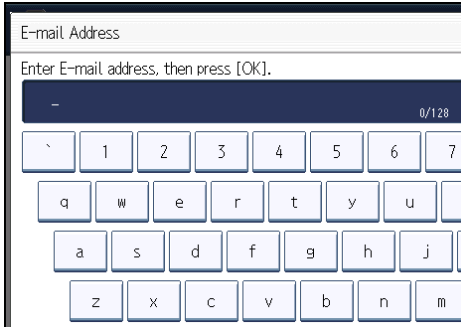 E-mail Address
Enter E-mail address, then press [OK].
_
0/128
` 1 2 3 4 5 6 7
q w e r t y u
a s d f g h j
z x c v b n m